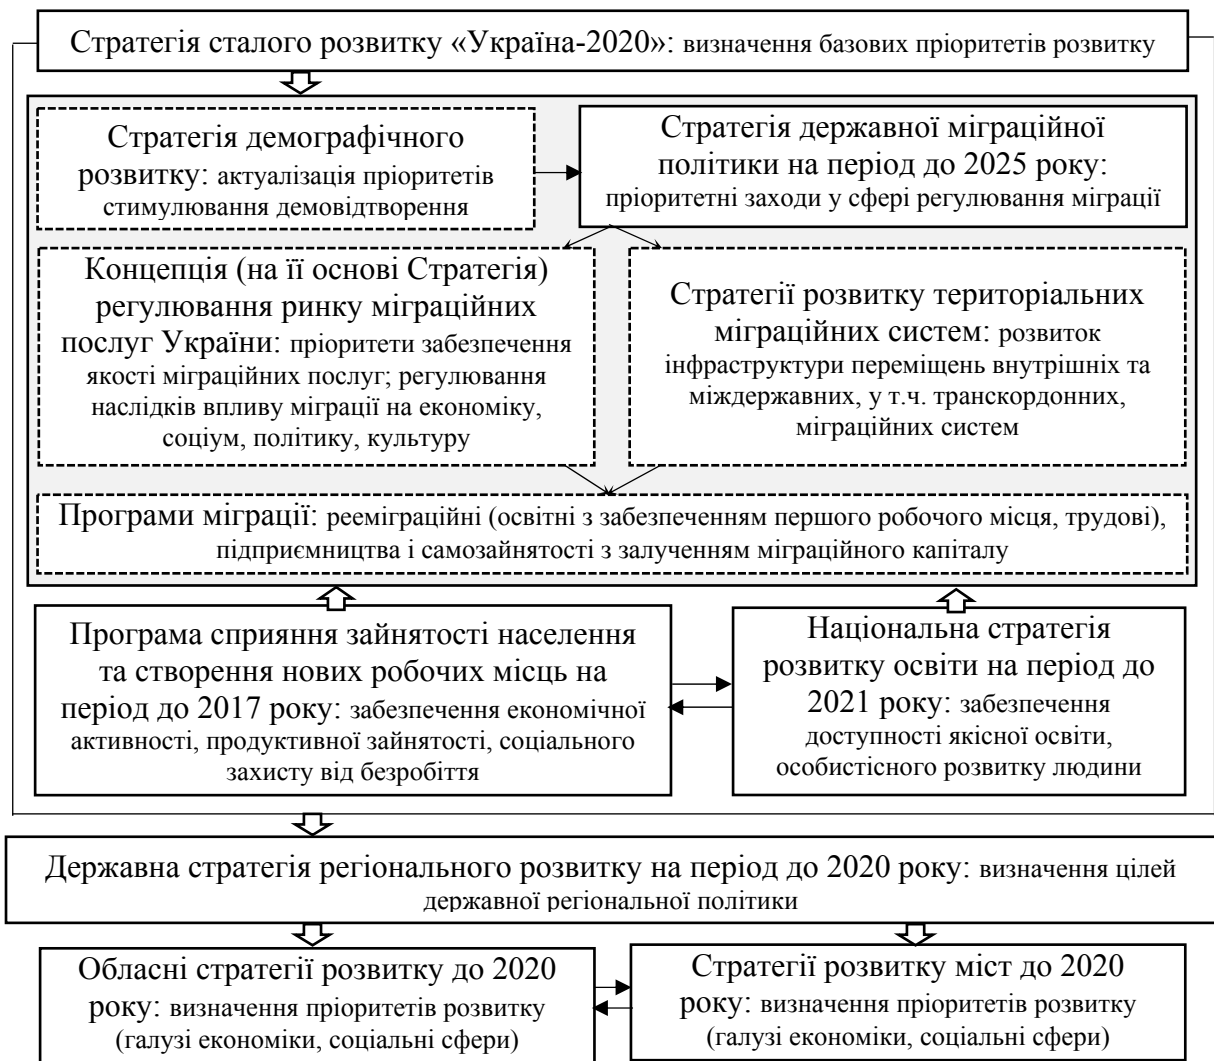 Стратегія сталого розвитку «Україна-2020»: визначення базових пріоритетів розвитку
Стратегія демографічного
розвитку: актуалізація пріоритетів
стимулювання демовідтворення
Стратегія державної міграційної
політики на період до 2025 року:
пріоритетні заходи у сфері регулювання міграції
Концепція (на її основі Стратегія)
регулювання ринку міграційних
послуг України: пріоритети забезпечення
якості міграційних послуг; регулювання
наслідків впливу міграції на економіку,
соціум, політику, культуру
Стратегії розвитку територіальних
міграційних систем: розвиток
інфраструктури переміщень внутрішніх та
міждержавних, у т.ч. транскордонних,
міграційних систем
Програми міграції: рееміграційні (освітні з забезпеченням першого робочого місця, трудові),
підприємництва і самозайнятості з залученням міграційного капіталу
Програма сприяння зайнятості населення
та створення нових робочих місць на
період до 2017 року: забезпечення економічної
активності, продуктивної зайнятості, соціального
захисту від безробіття
Національна стратегія
розвитку освіти на період до
2021 року: забезпечення
доступності якісної освіти,
особистісного розвитку людини
Державна стратегія регіонального розвитку на період до 2020 року: визначення цілей
державної регіональної політики
Обласні стратегії розвитку до 2020
року: визначення пріоритетів розвитку
(галузі економіки, соціальні сфери)
Стратегії розвитку міст до 2020
року: визначення пріоритетів розвитку
(галузі економіки, соціальні сфери)